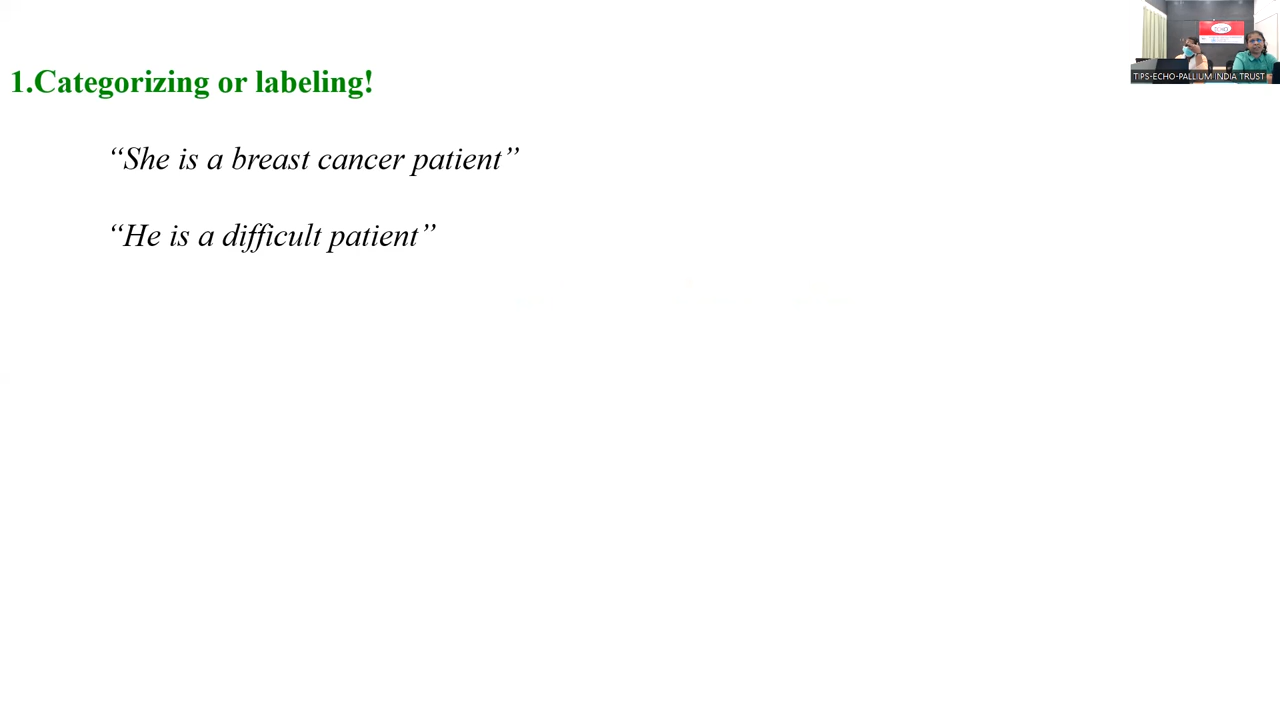 1.Categorizing or labeling!
“She is a breast cancer patient”
“He is a difficult patient”
TIPS-ECHO-PALLIUM INDIA TRUST